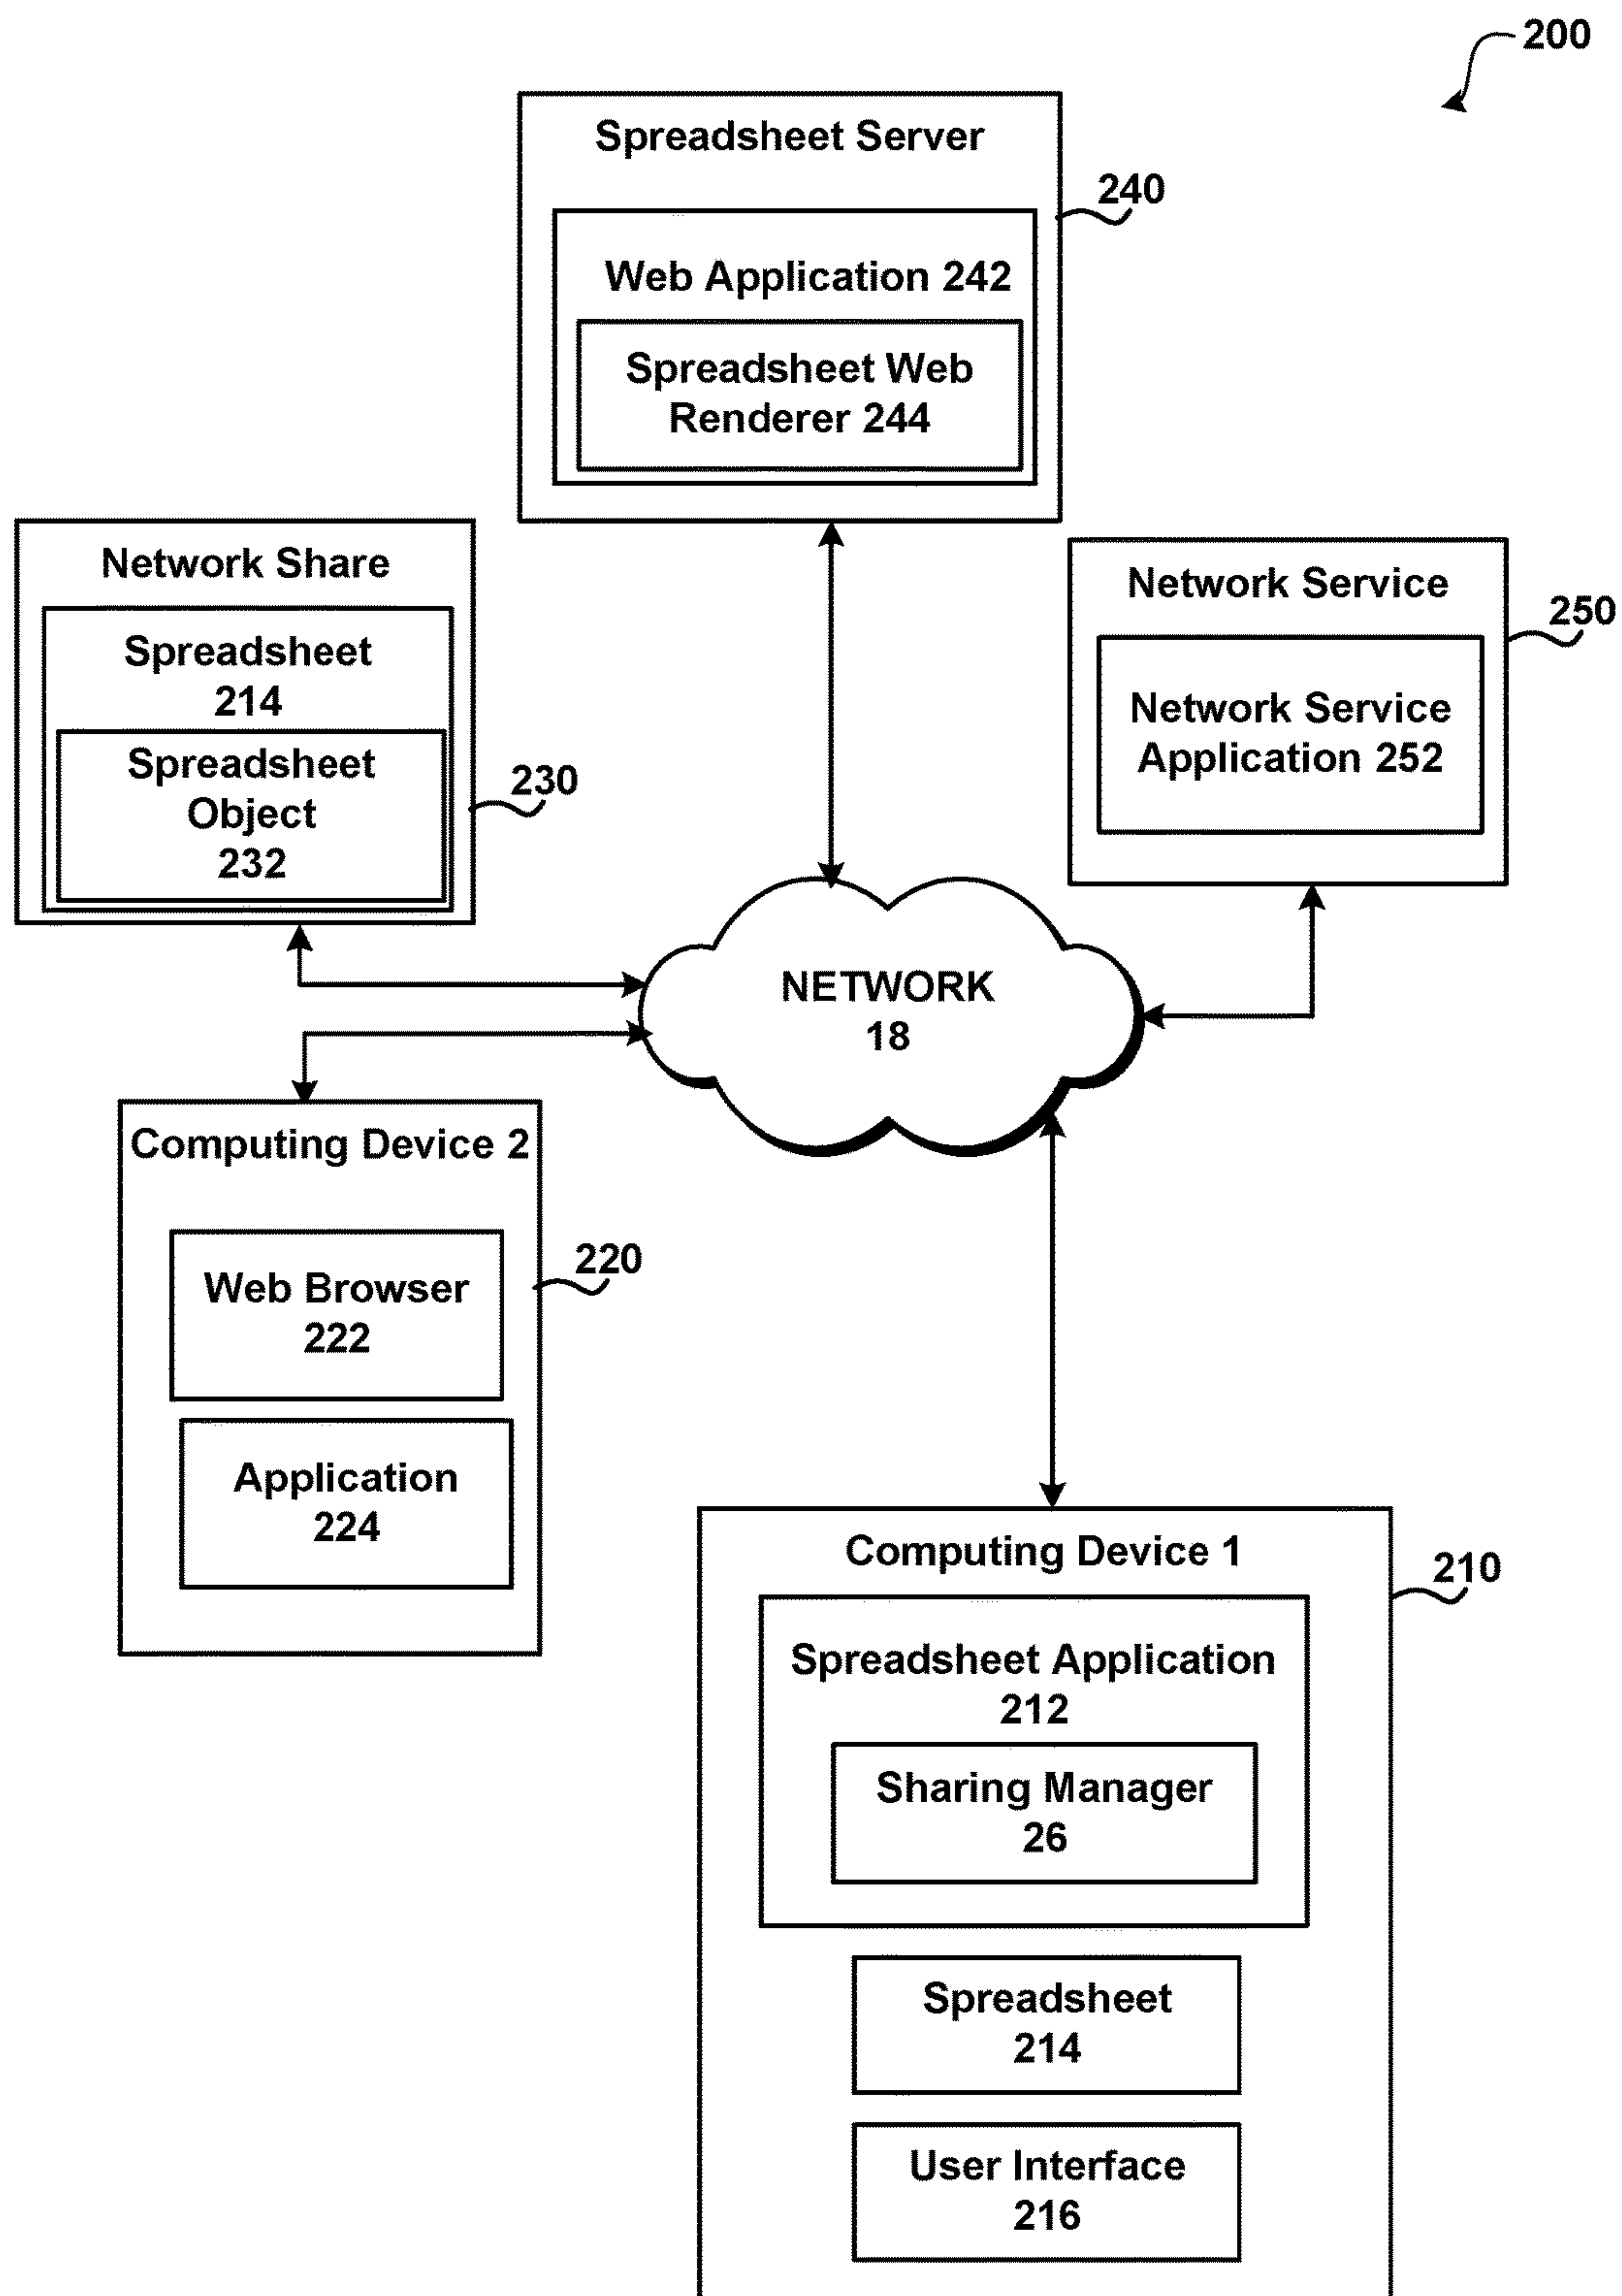 200
Spreadsheet Server
240
Web Application 242
Spreadsheet Web
Renderer 244
Network Share
Spreadsheet
214
Spreadsheet
Object
232
230
Network Service
250
Network Service
Application 252
NETWORK
18
Computing Device 2
220
Web Browser
222
Application
224
Computing Device 1
210
Spreadsheet Application
212
Sharing Manager
26
Spreadsheet
214
User Interface
216